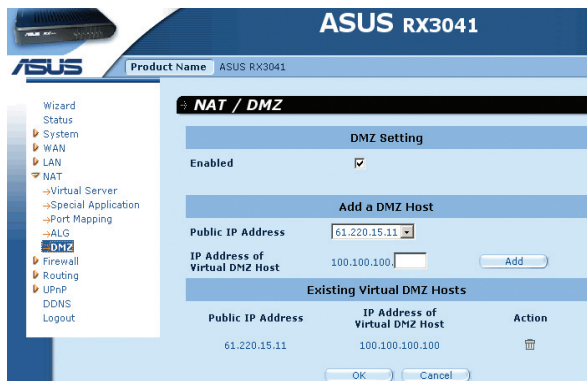 ASUS RX3041
ASUS
Product Name ASUS RX3041
Wizard
Status
System
WAN
LAN
NAT
→Virtual Server
→Special Application
→Port Mapping
→ALG
→DMZ
Firewall
Routing
UPnP
DDNS
Logout
NAT / DMZ
DMZ Setting
Enabled
Add a DMZ Host
Public IP Address 61.220.15.11
IP Address of
Virtual DMZ Host 100.100.100. Add
Existing Virtual DMZ Hosts
Public IP Address IP Address of Virtual DMZ Host Action
61.220.15.11 100.100.100.100
OK Cancel